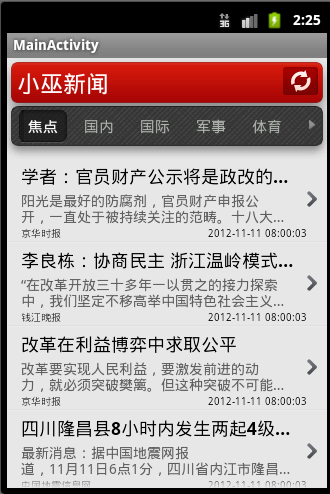 3G 2:25
MainActivity
小巫新闻
焦点 国内 国际 军事 体育
学者：官员财产公示将是政改的...
阳光是最好的防腐剂，官员财产申报公
开，一直处于被持续关注的范畴。十八大...
京华时报 2012-11-11 08:00:03
李良栋：协商民主 浙江温岭模式...
“在改革开放三十多年一以贯之的接力探索
中，我们坚定不移高举中国特色社会主义...
钱江晚报 2012-11-11 08:00:03
改革在利益博弈中求取公平
改革要实现人民利益，要激发前进的动
力，就必须突破樊篱。但这种突破不可能...
京华时报 2012-11-11 08:00:03
四川隆昌县8小时内发生两起4级...
最新消息：据中国地震网报
道，11月11日6点1分，四川省内江市隆昌...
中国地震信息网 2012-11-11 08:00:03